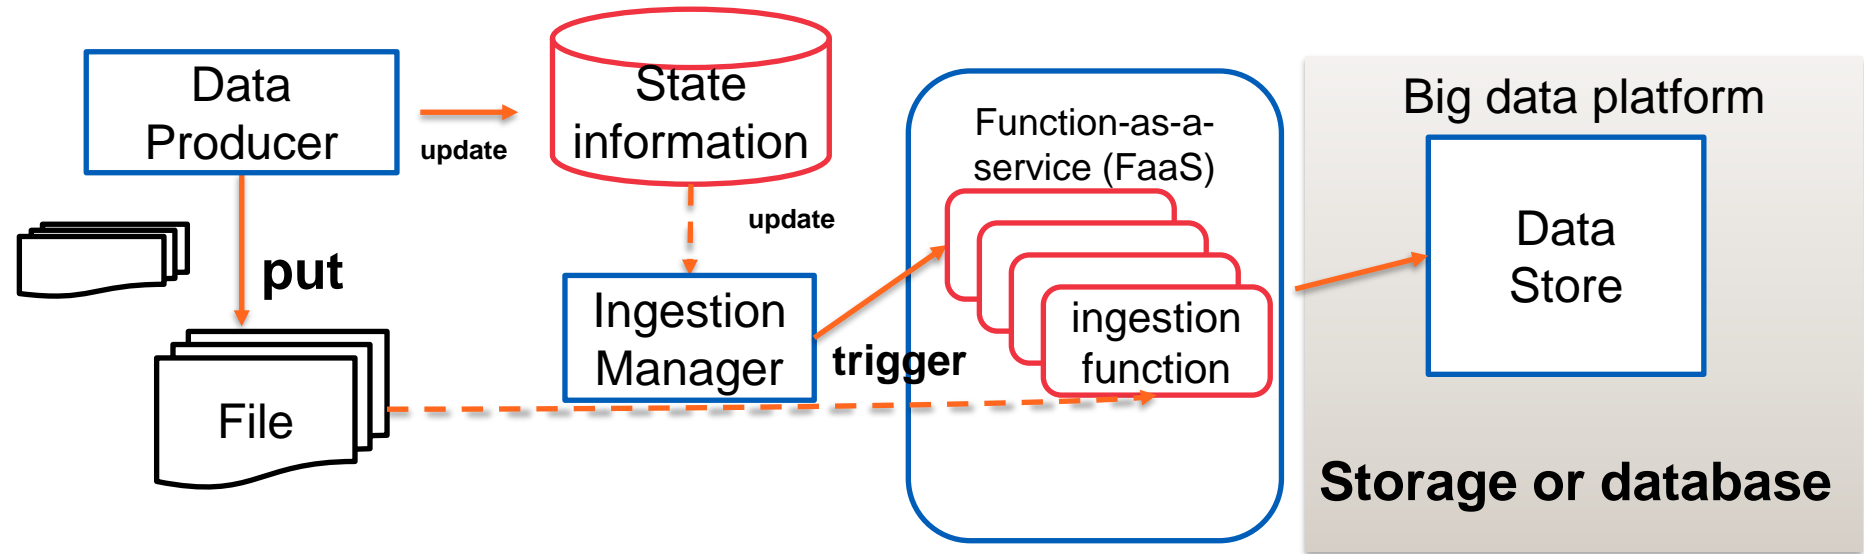 Data
Producer
update
State
information
update
put
File
Ingestion
Manager
trigger
Function-as-a-
service (FaaS)
ingestion
function
Big data platform
Data
Store
Storage or database